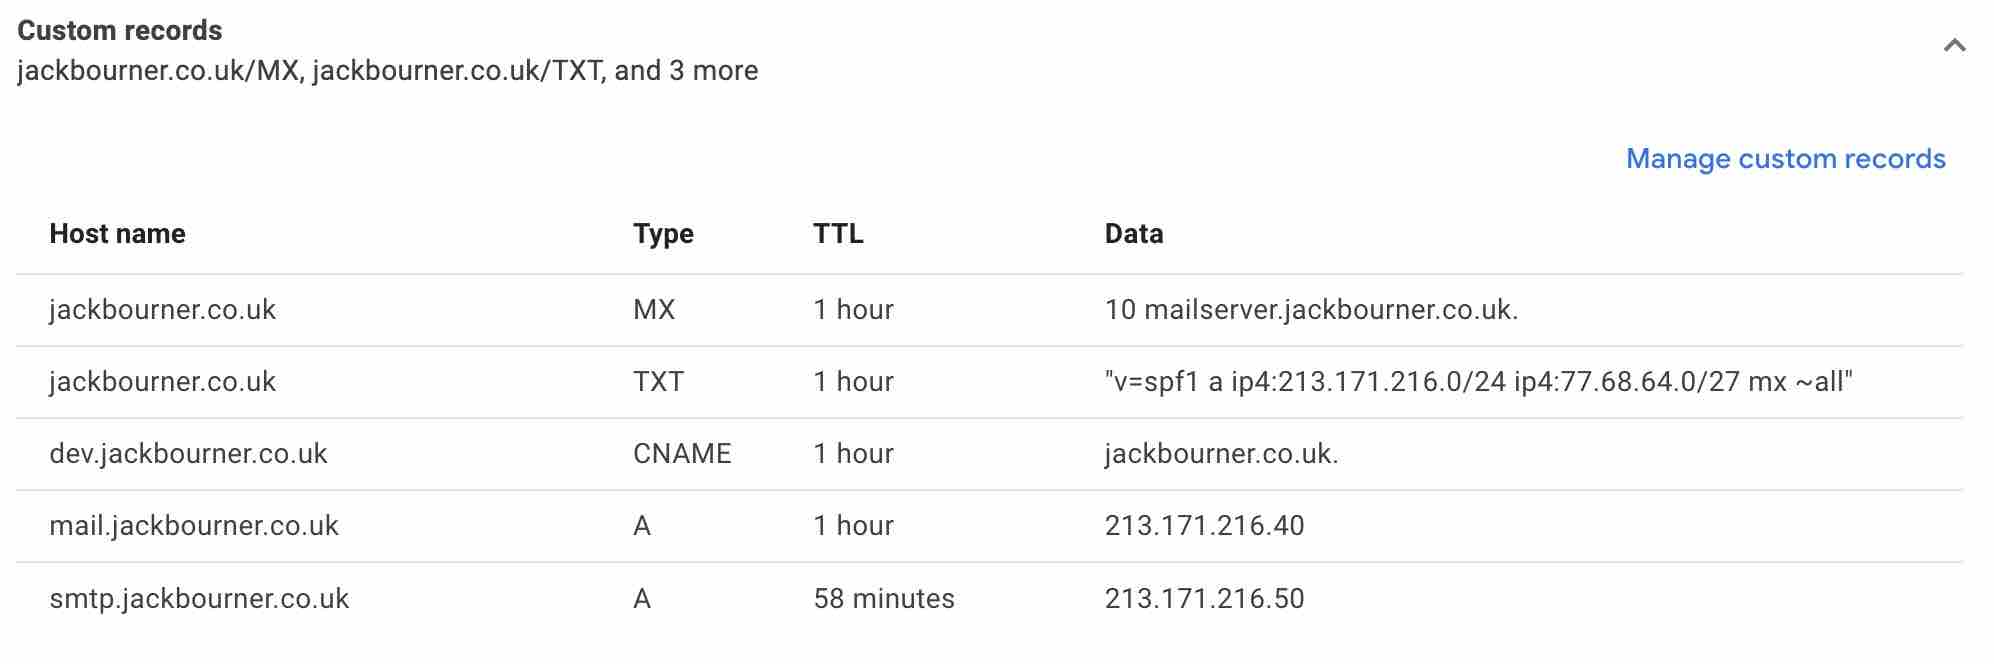 Custom records
jackbourner.co.uk/MX, jackbourner.co.uk/TXT, and 3 more
Manage custom records
Host name Type TTL Data
jackbourner.co.uk MX 1 hour 10 mailserver.jackbourner.co.uk.
jackbourner.co.uk TXT 1 hour "v=spf1 a ip4:213.171.216.0/24 ip4:77.68.64.0/27 mx ~all"
dev.jackbourner.co.uk CNAME 1 hour jackbourner.co.uk.
mail.jackbourner.co.uk A 1 hour 213.171.216.40
smtp.jackbourner.co.uk A 58 minutes 213.171.216.50